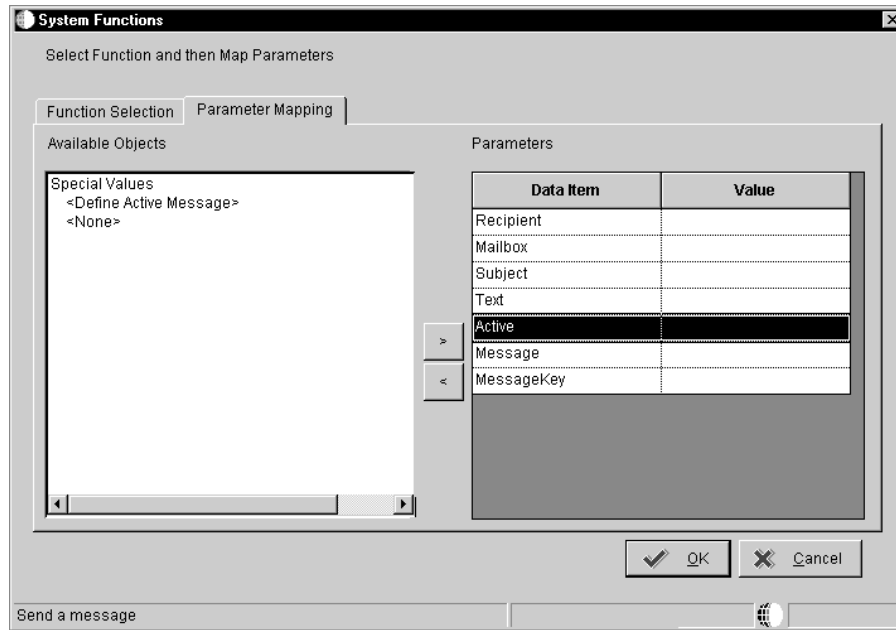 System Functions
Select Function and then Map Parameters
Function Selection
Parameter Mapping
Available Objects
Special Values
<Define Active Message>
<None>
>
<
Parameters
Data Item Value
Recipient
Mailbox
Subject
Text
Active
Message
MessageKey
OK
Cancel
Send a message